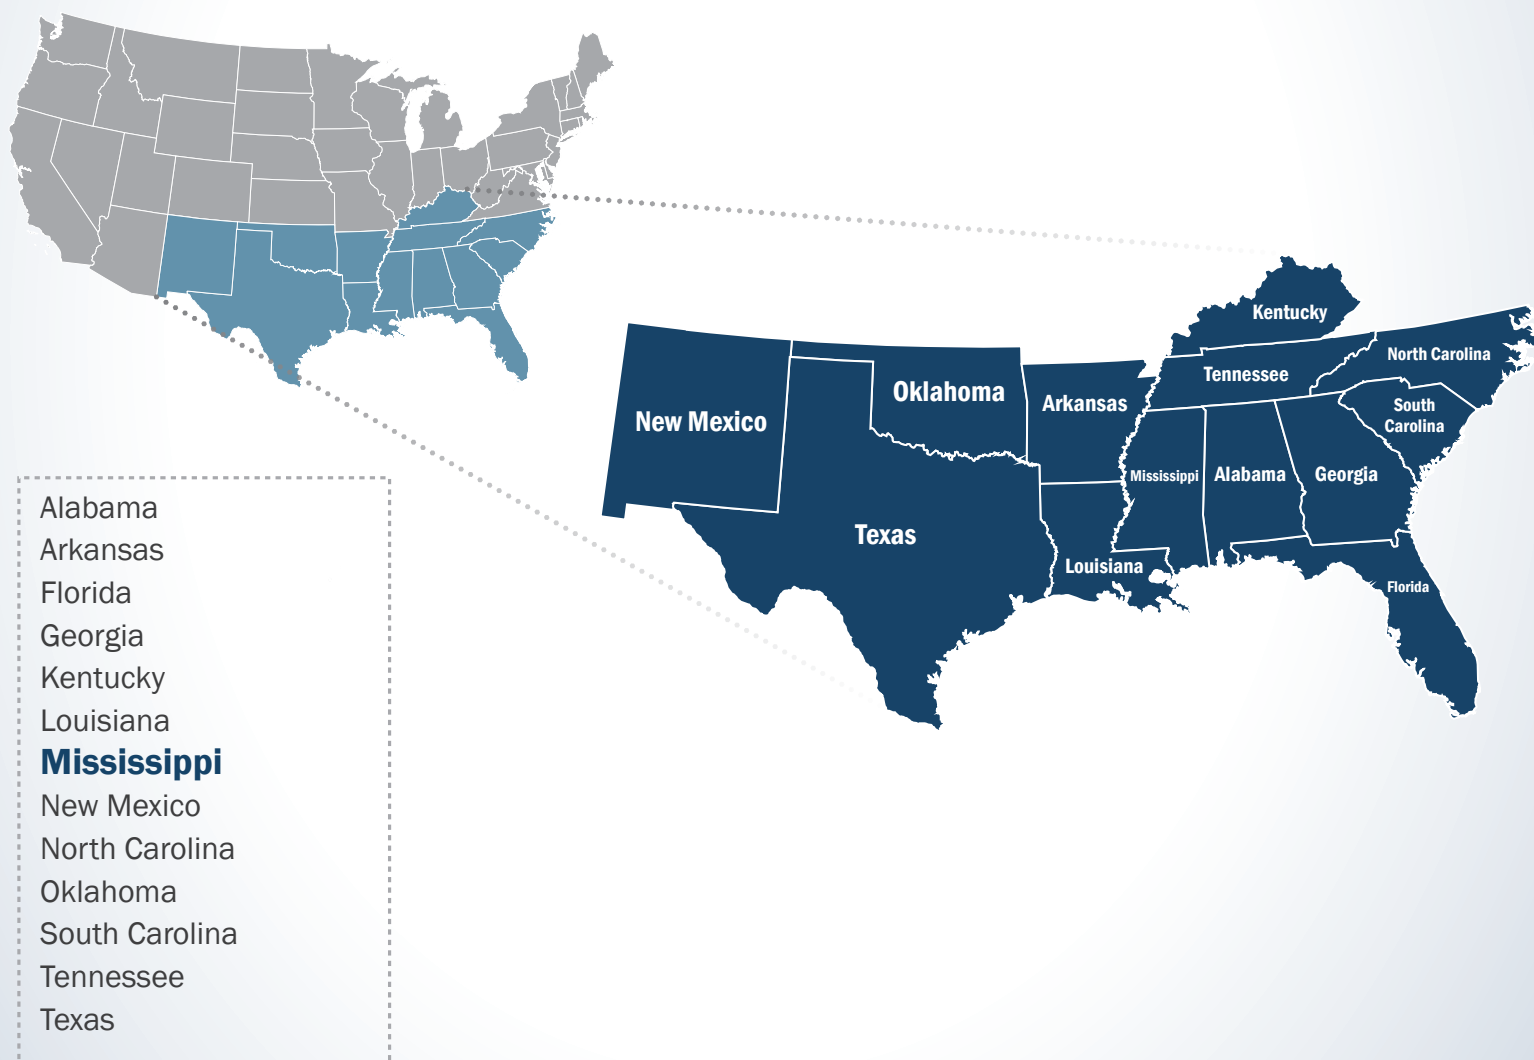 Kentucky
North Carolina
Tennessee
Oklahoma
Arkansas
South
Carolina
New Mexico
Mississippi
Alabama
Georgia
Texas
Louisiana
Florida
Alabama
Arkansas
Florida
Georgia
Kentucky
Louisiana
Mississippi
New Mexico
North Carolina
Oklahoma
South Carolina
Tennessee
Texas